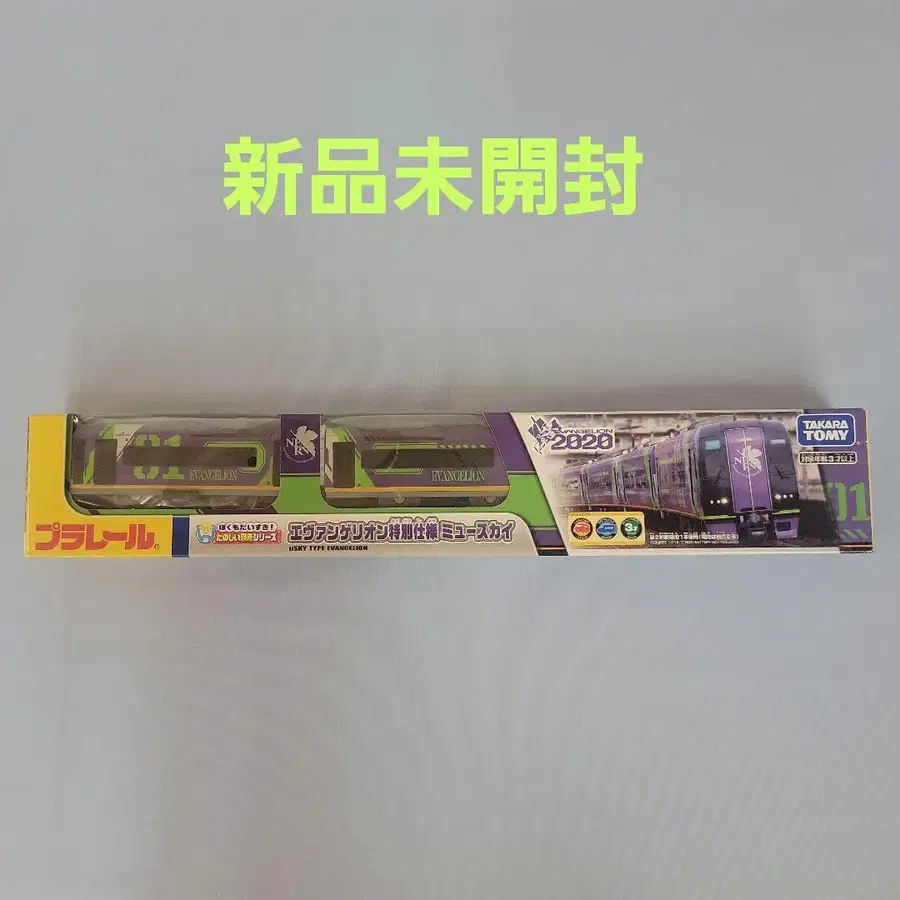 新品未開封
EVANGELION
2020
TAKARA
TOMY
対象年齢3才以上
01
EVANGELION
EVANGELION
01
プラレール
ぼくもだいすき!
たのしい列車シリーズ
エヴァンゲリオン特別仕様 ミュースカイ
μSKY TYPE EVANGELION